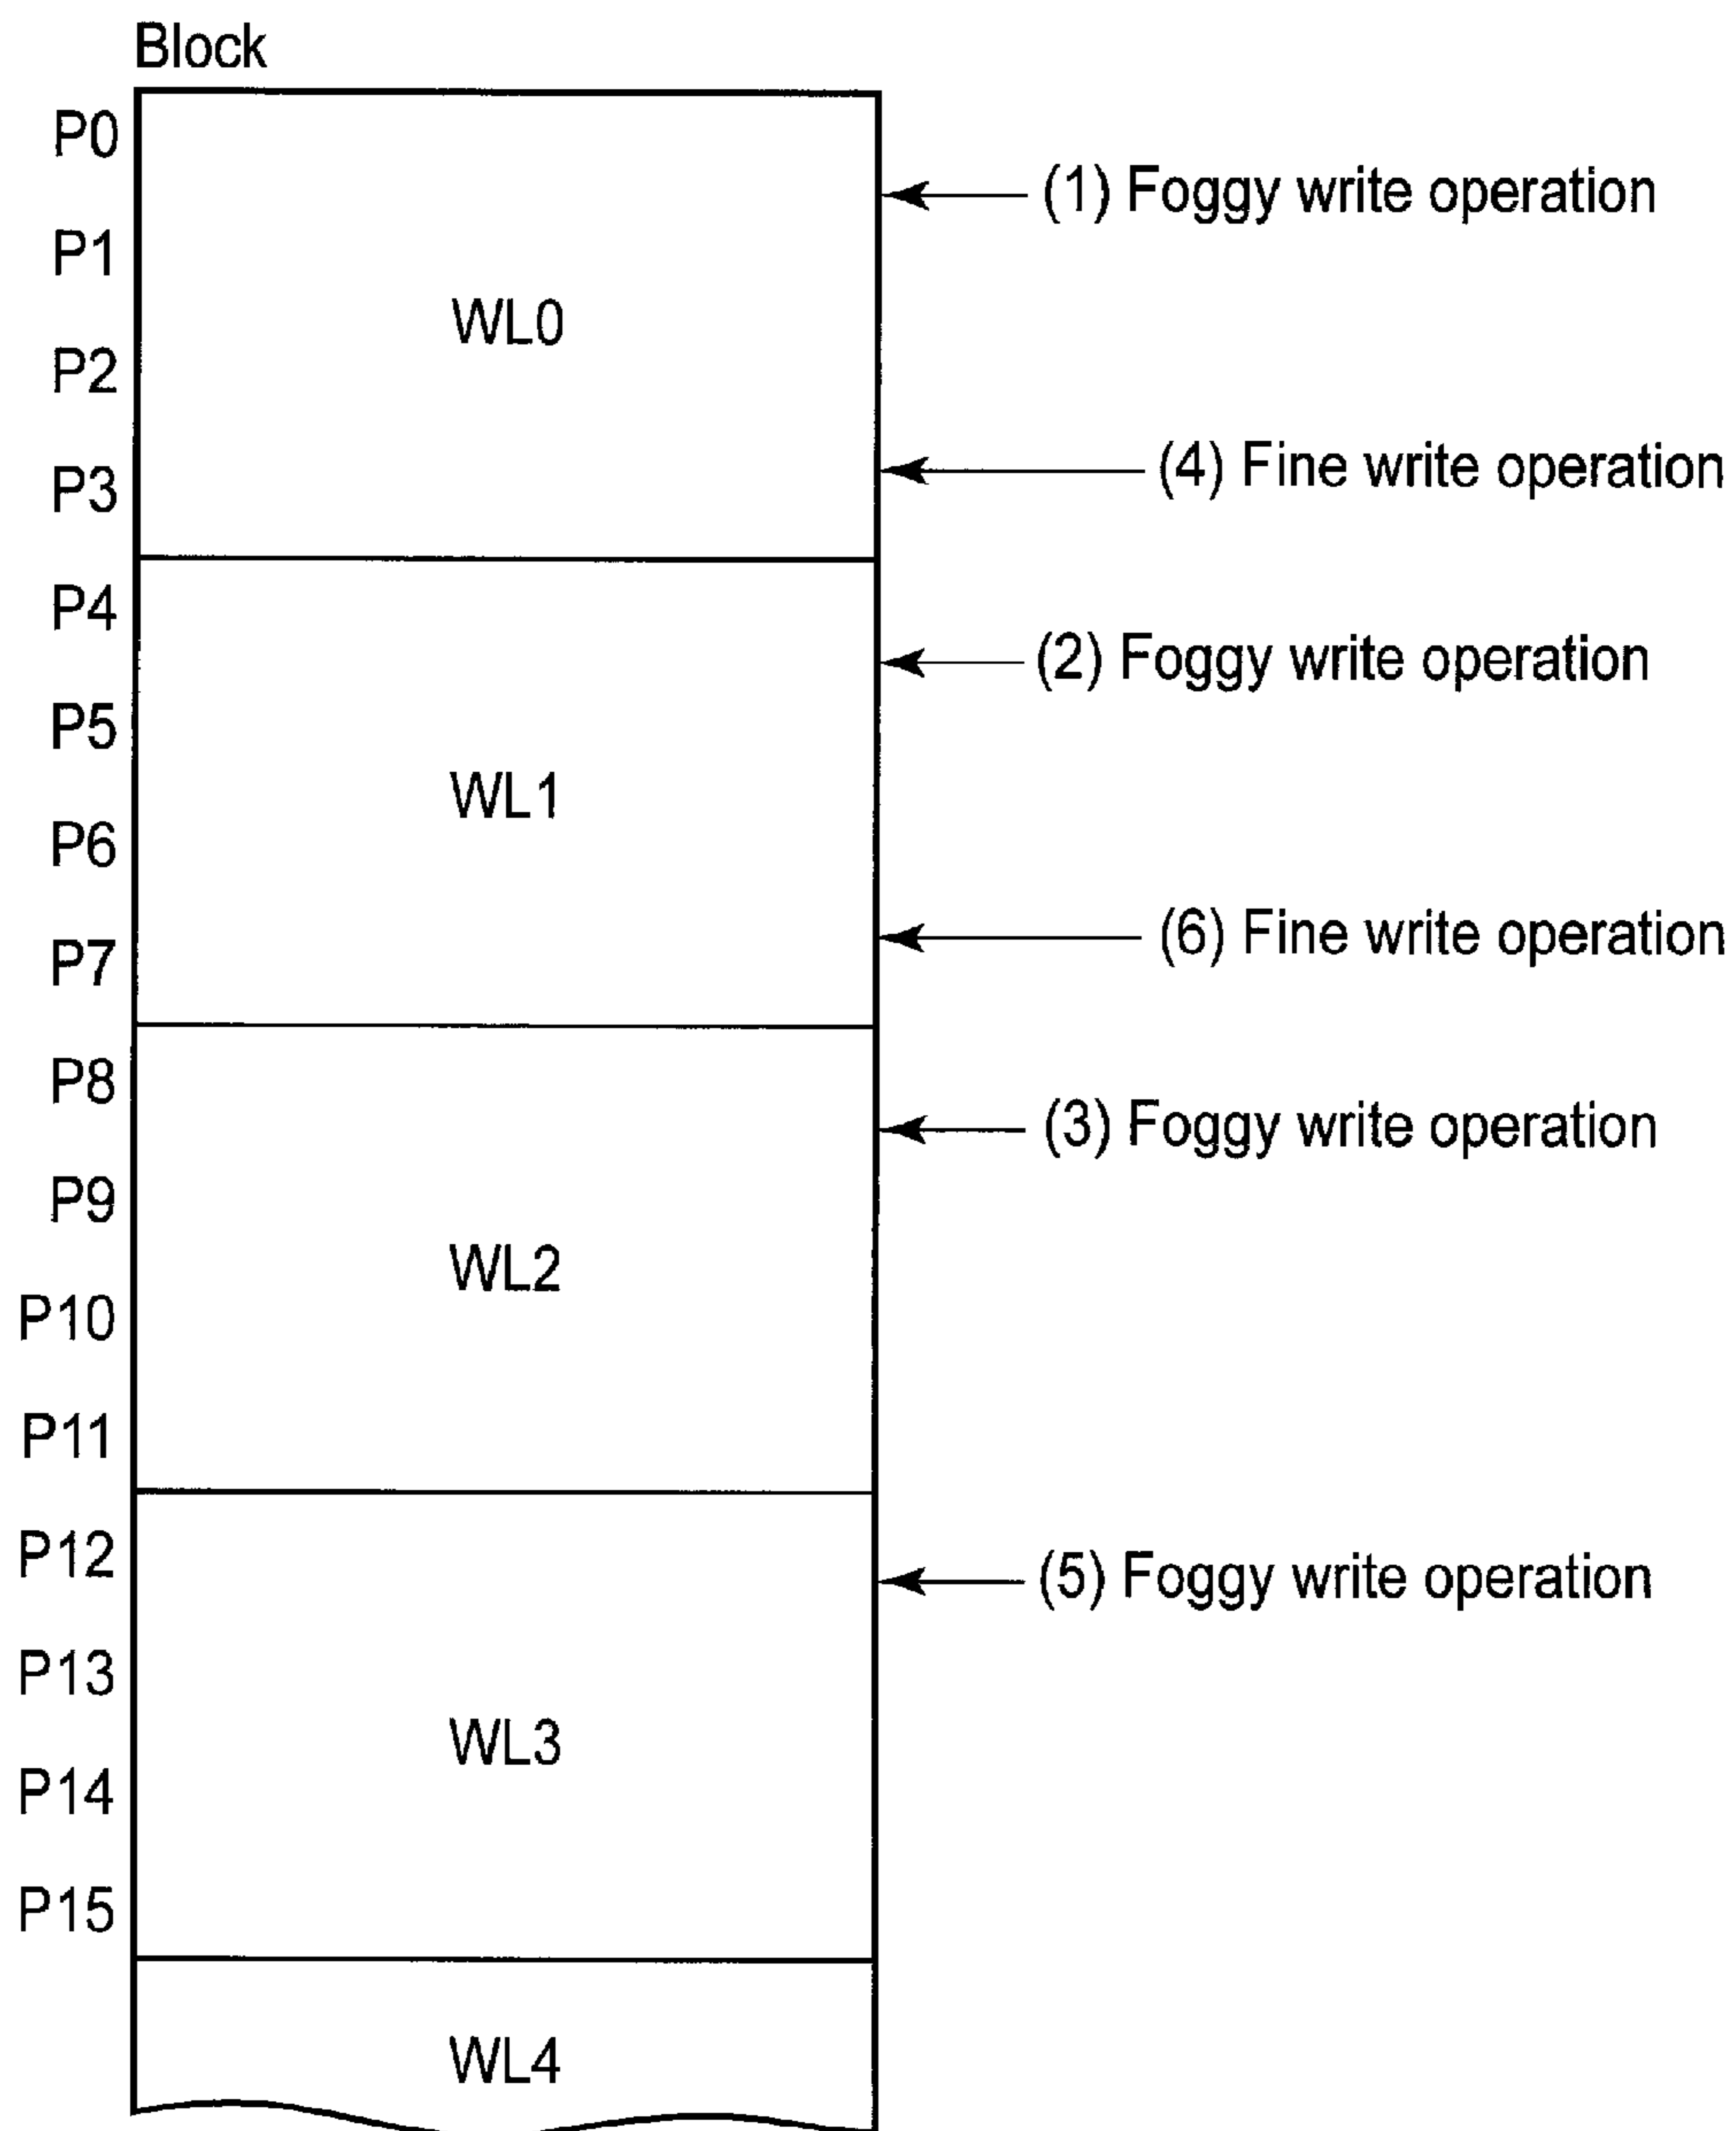 Block
P0
(1) Foggy write operation
P1
WL0
P2
(4) Fine write operation
P3
P4
(2) Foggy write operation
P5
WL1
P6
(6) Fine write operation
P7
P8
(3) Foggy write operation
P9
WL2
P10
P11
P12
(5) Foggy write operation
P13
WL3
P14
P15
WL4